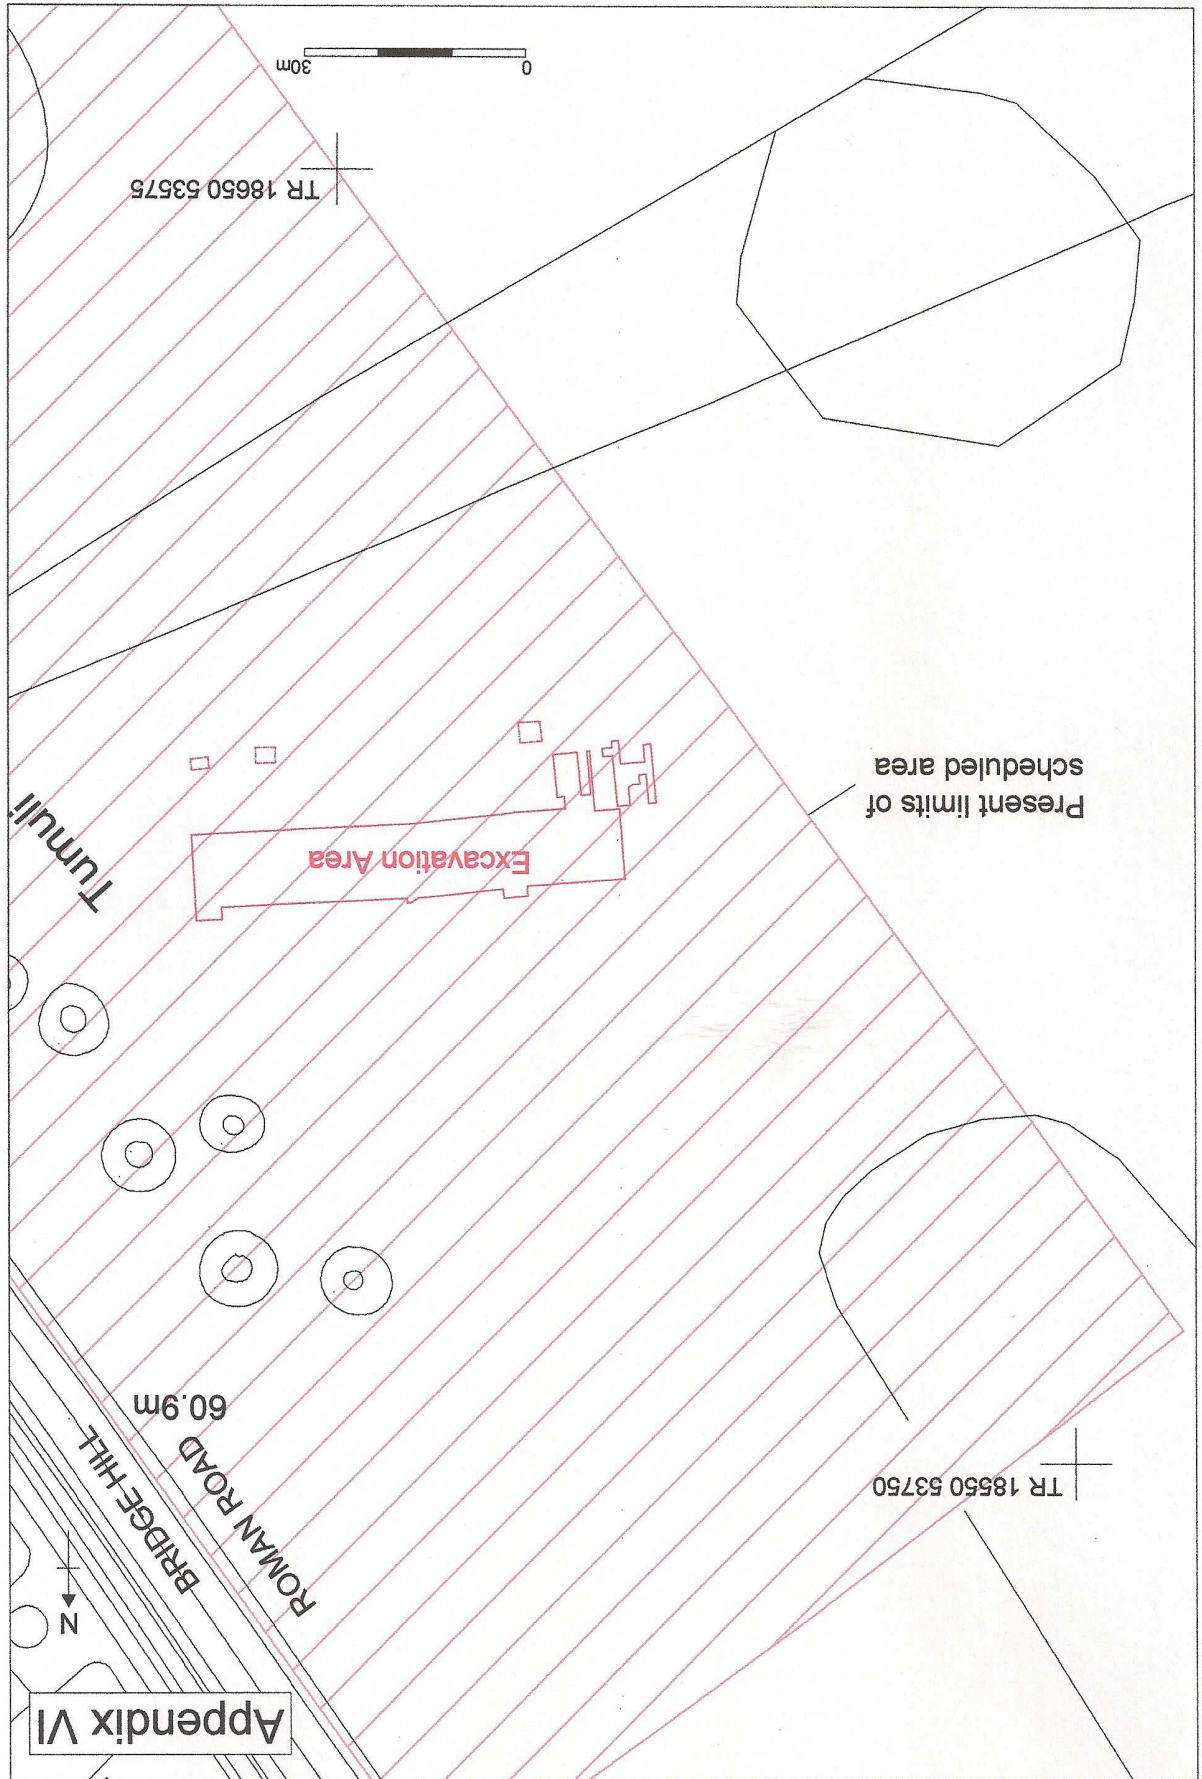 Appendix VI
N
BRIDGE HILL
ROMAN ROAD
60.9m
TR 18550 53750
Tumuli
Excavation Area
Present limits of
scheduled area
TR 18650 53575
0
30m